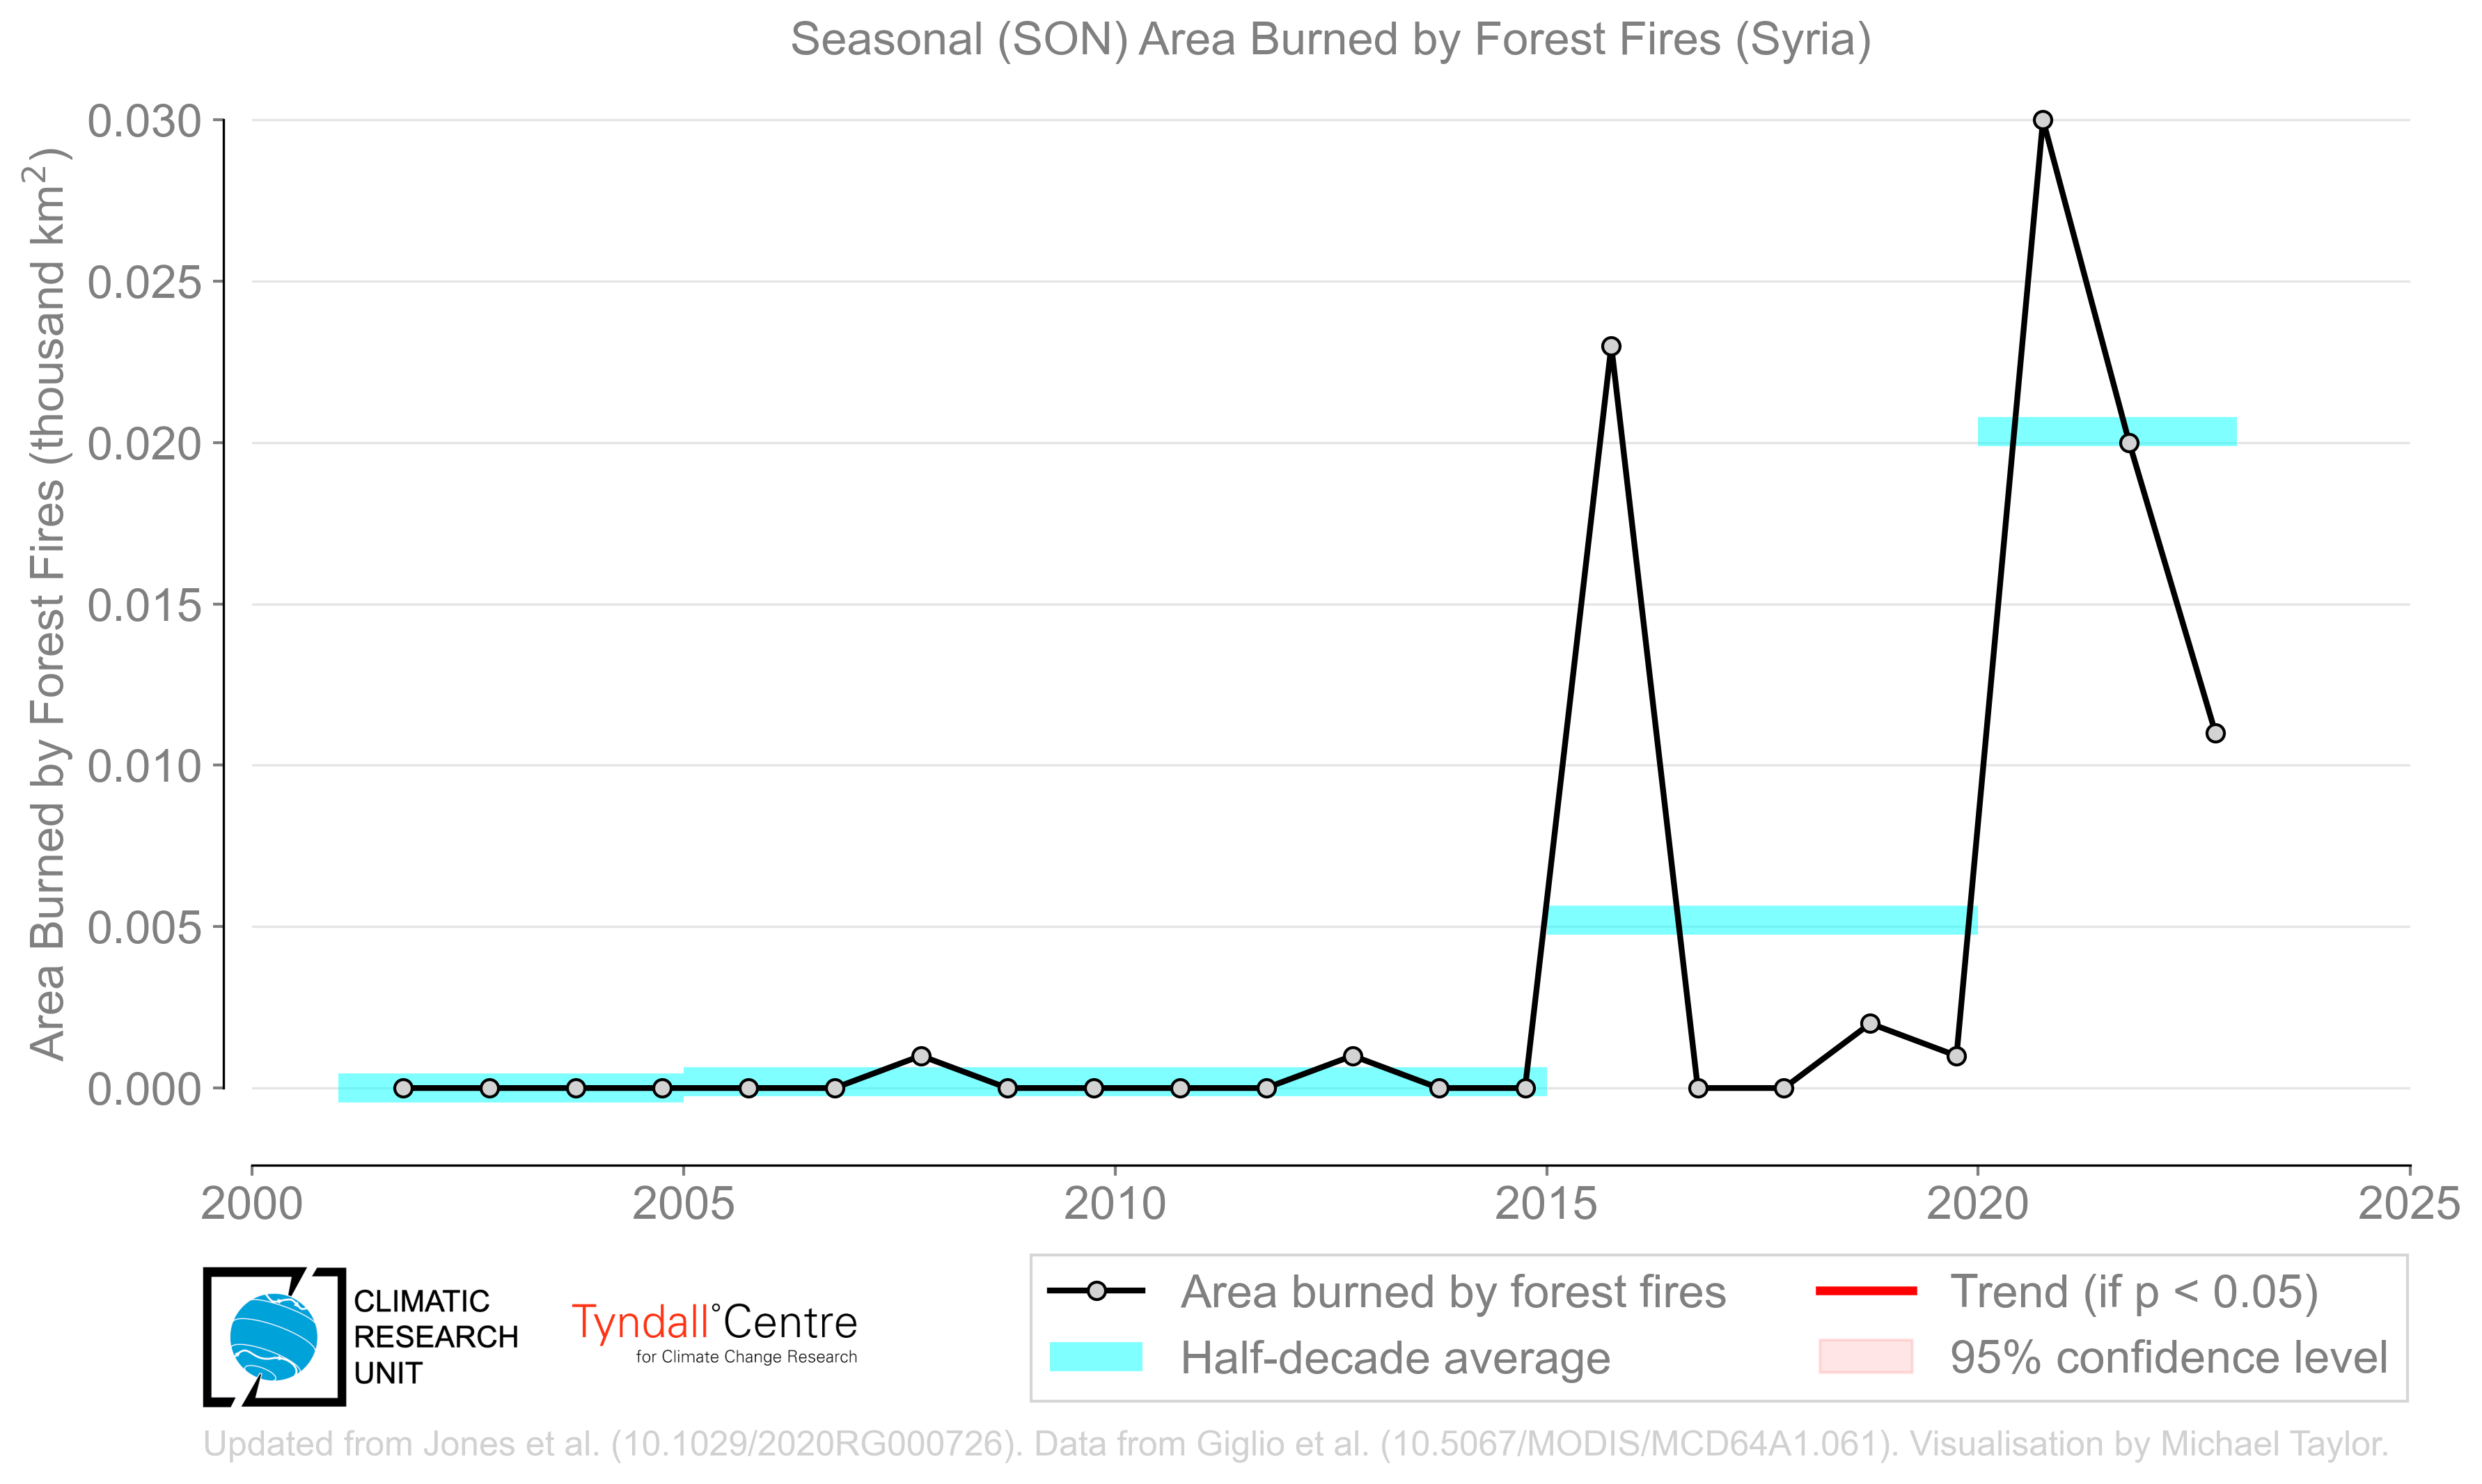 Seasonal (SON) Area Burned by Forest Fires (Syria)
Area Burned by Forest Fires (thousand km²)
0.030
0.025
0.020
0.015
0.010
0.005
0.000
2000 2005 2010 2015 2020 2025
CLIMATIC
RESEARCH
UNIT
Tyndall°Centre
for Climate Change Research
Area burned by forest fires
Half-decade average
Trend (if p < 0.05)
95% confidence level
Updated from Jones et al. (10.1029/2020RG000726). Data from Giglio et al. (10.5067/MODIS/MCD64A1.061). Visualisation by Michael Taylor.